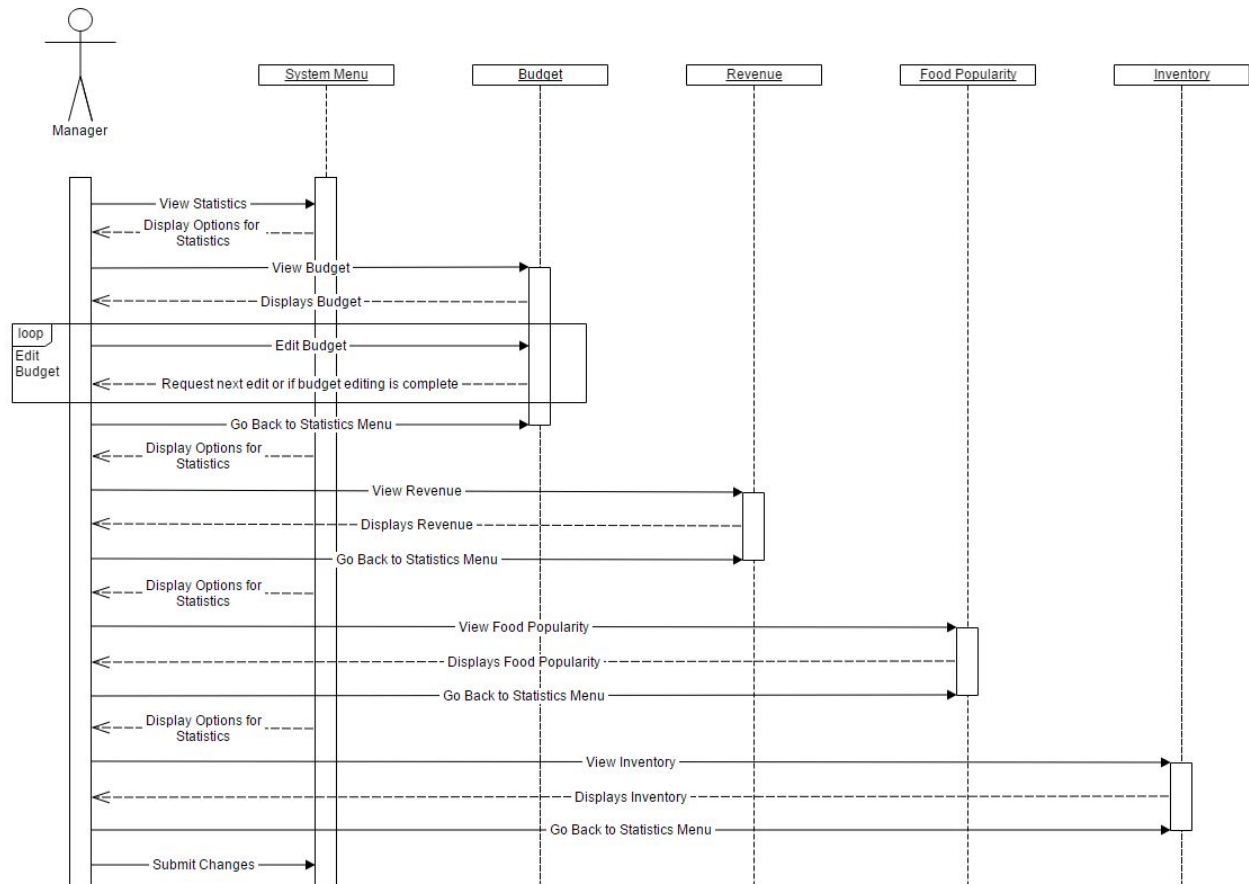 System Menu
Budget
Revenue
Food Popularity
Inventory
Manager
View Statistics
Display Options for
Statistics
View Budget
Displays Budget
loop
Edit
Budget
Edit Budget
Request next edit or if budget editing is complete
Go Back to Statistics Menu
Display Options for
Statistics
View Revenue
Displays Revenue
Go Back to Statistics Menu
Display Options for
Statistics
View Food Popularity
Displays Food Popularity
Go Back to Statistics Menu
Display Options for
Statistics
View Inventory
Displays Inventory
Go Back to Statistics Menu
Submit Changes